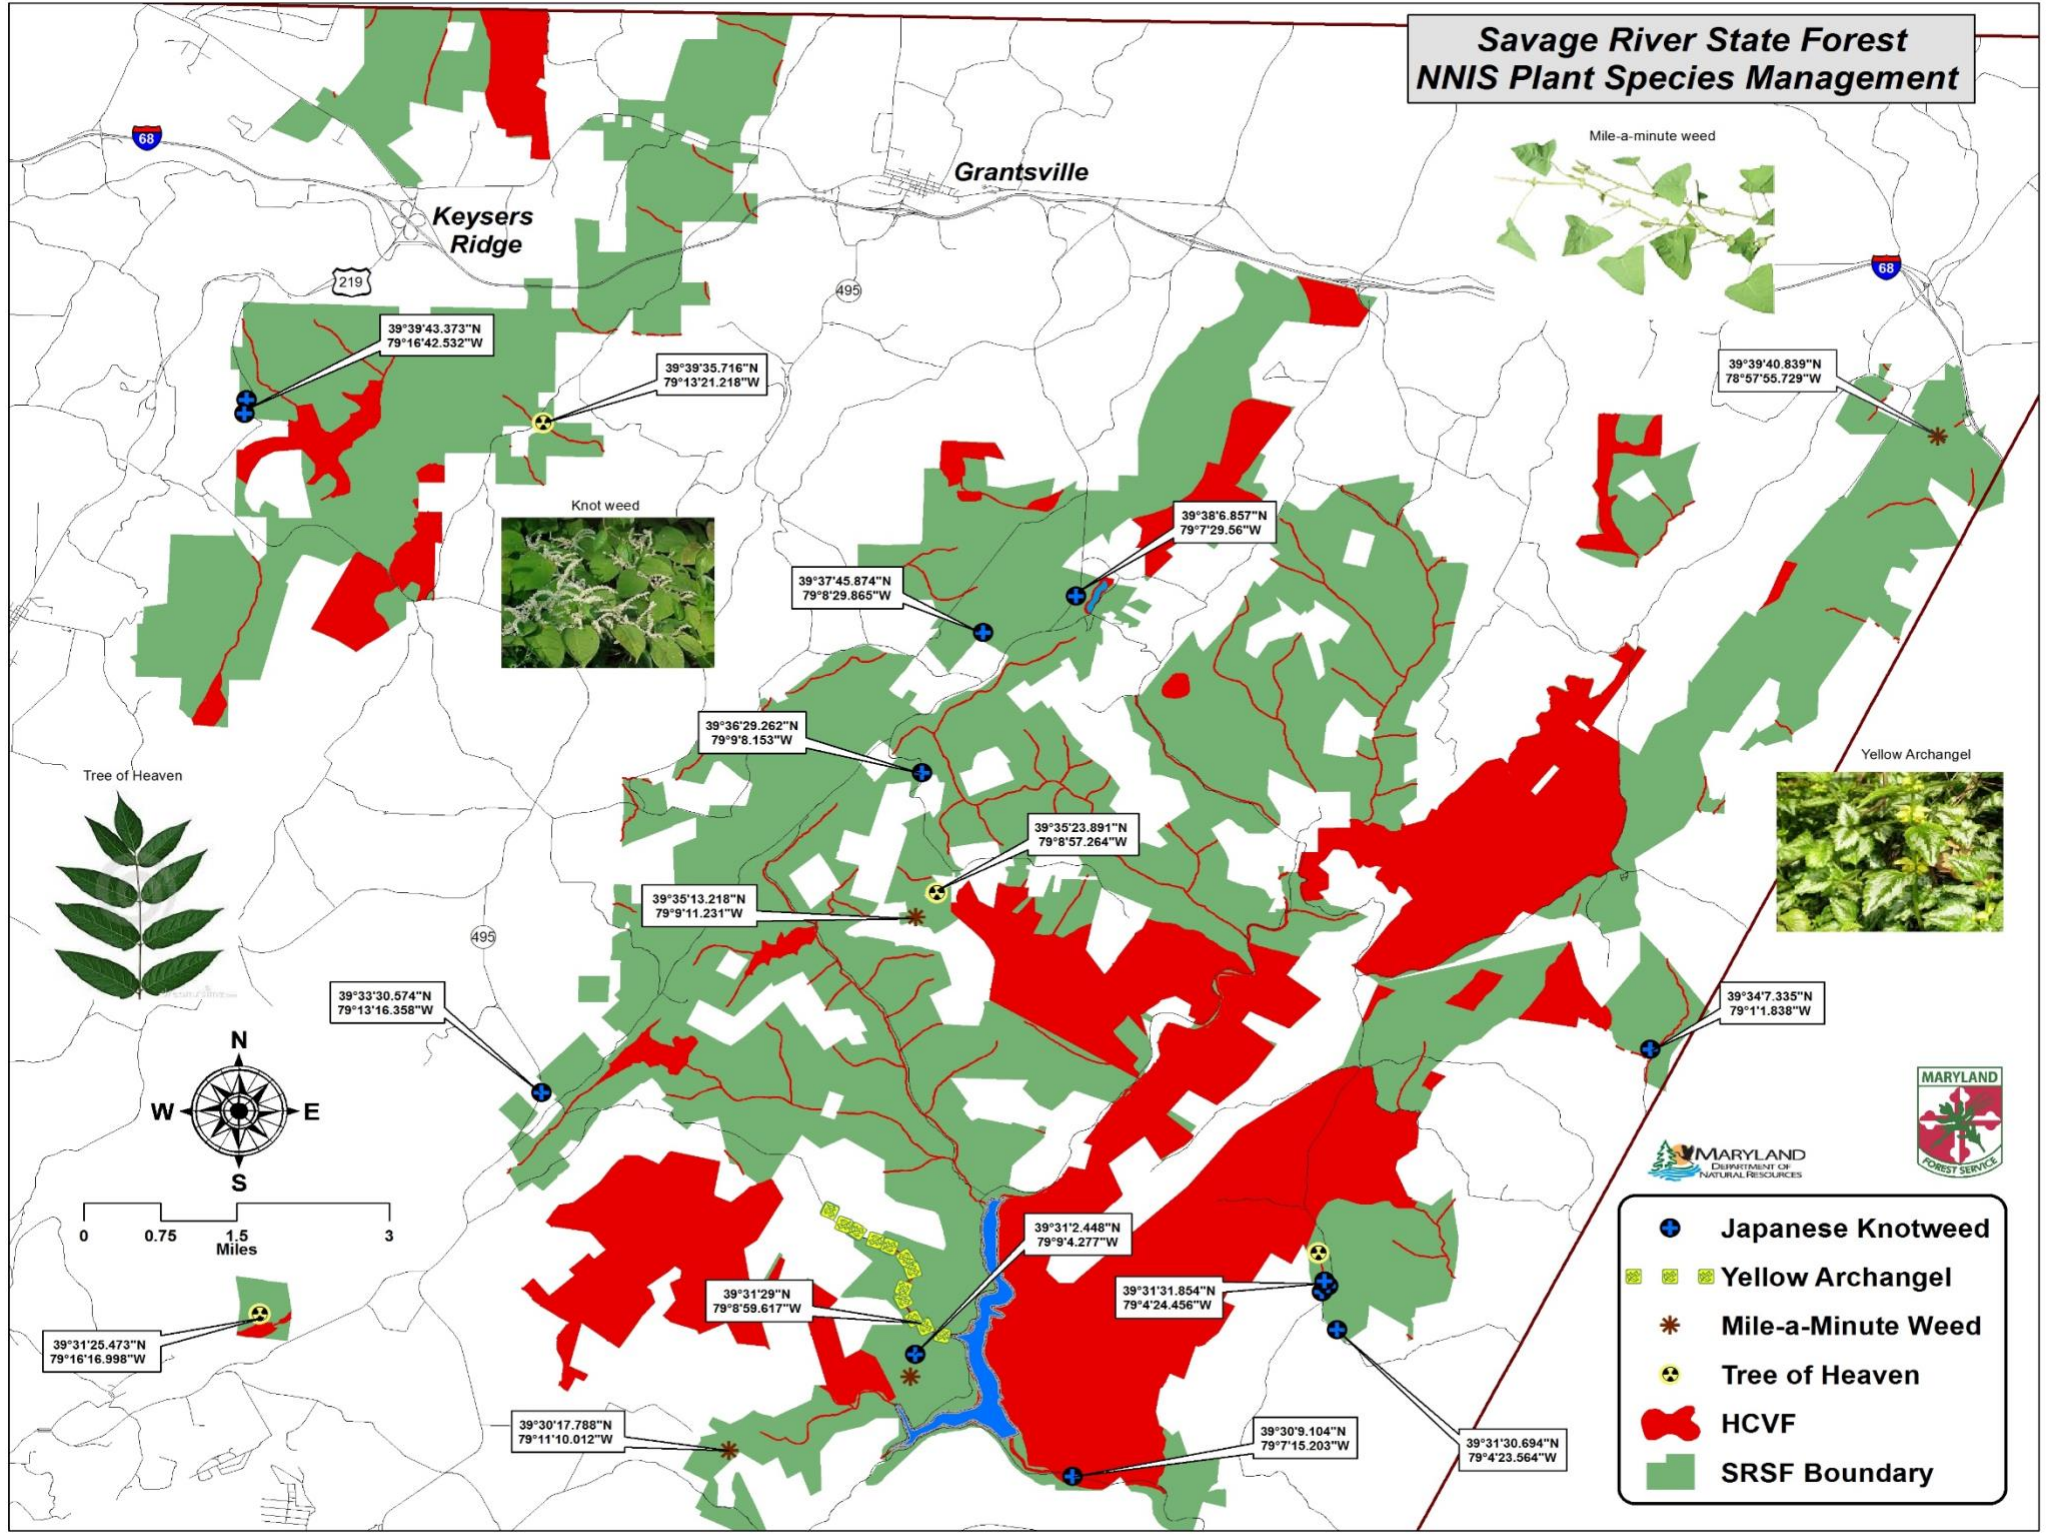 Savage River State Forest
NNIS Plant Species Management
Mile-a-minute weed
68
Grantsville
Keysers
Ridge
219
495
68
39°39'43.373"N
79°16'42.532"W
39°39'35.716"N
79°13'21.218"W
39°39'40.839"N
78°57'55.729"W
Knot weed
39°38'6.857"N
79°7'29.56"W
39°37'45.874"N
79°8'29.865"W
39°36'29.262"N
79°9'8.153"W
Tree of Heaven
Yellow Archangel
39°35'23.891"N
79°8'57.264"W
39°35'13.218"N
79°9'11.231"W
495
39°33'30.574"N
79°13'16.358"W
39°34'7.335"N
79°1'1.838"W
N
W
E
S
0
0.75
1.5
3
Miles
MARYLAND
FOREST SERVICE
MARYLAND
DEPARTMENT OF
NATURAL RESOURCES
39°31'2.448"N
79°9'4.277"W
39°31'29"N
79°8'59.617"W
39°31'31.854"N
79°4'24.456"W
39°31'25.473"N
79°16'16.998"W
39°30'17.788"N
79°11'10.012"W
39°30'9.104"N
79°7'15.203"W
39°31'30.694"N
79°4'23.564"W
Japanese Knotweed
Yellow Archangel
Mile-a-Minute Weed
Tree of Heaven
HCVF
SRSF Boundary